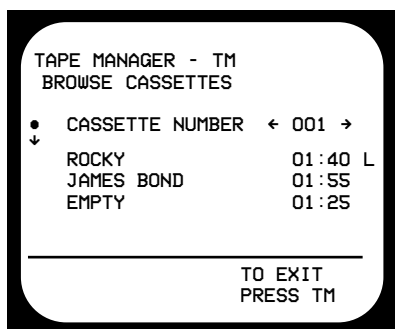 TAPE MANAGER - TM
BROWSE CASSETTES
● CASSETTE NUMBER ← 001 →
↓
ROCKY 01:40 L
JAMES BOND 01:55
EMPTY 01:25
TO EXIT
PRESS TM